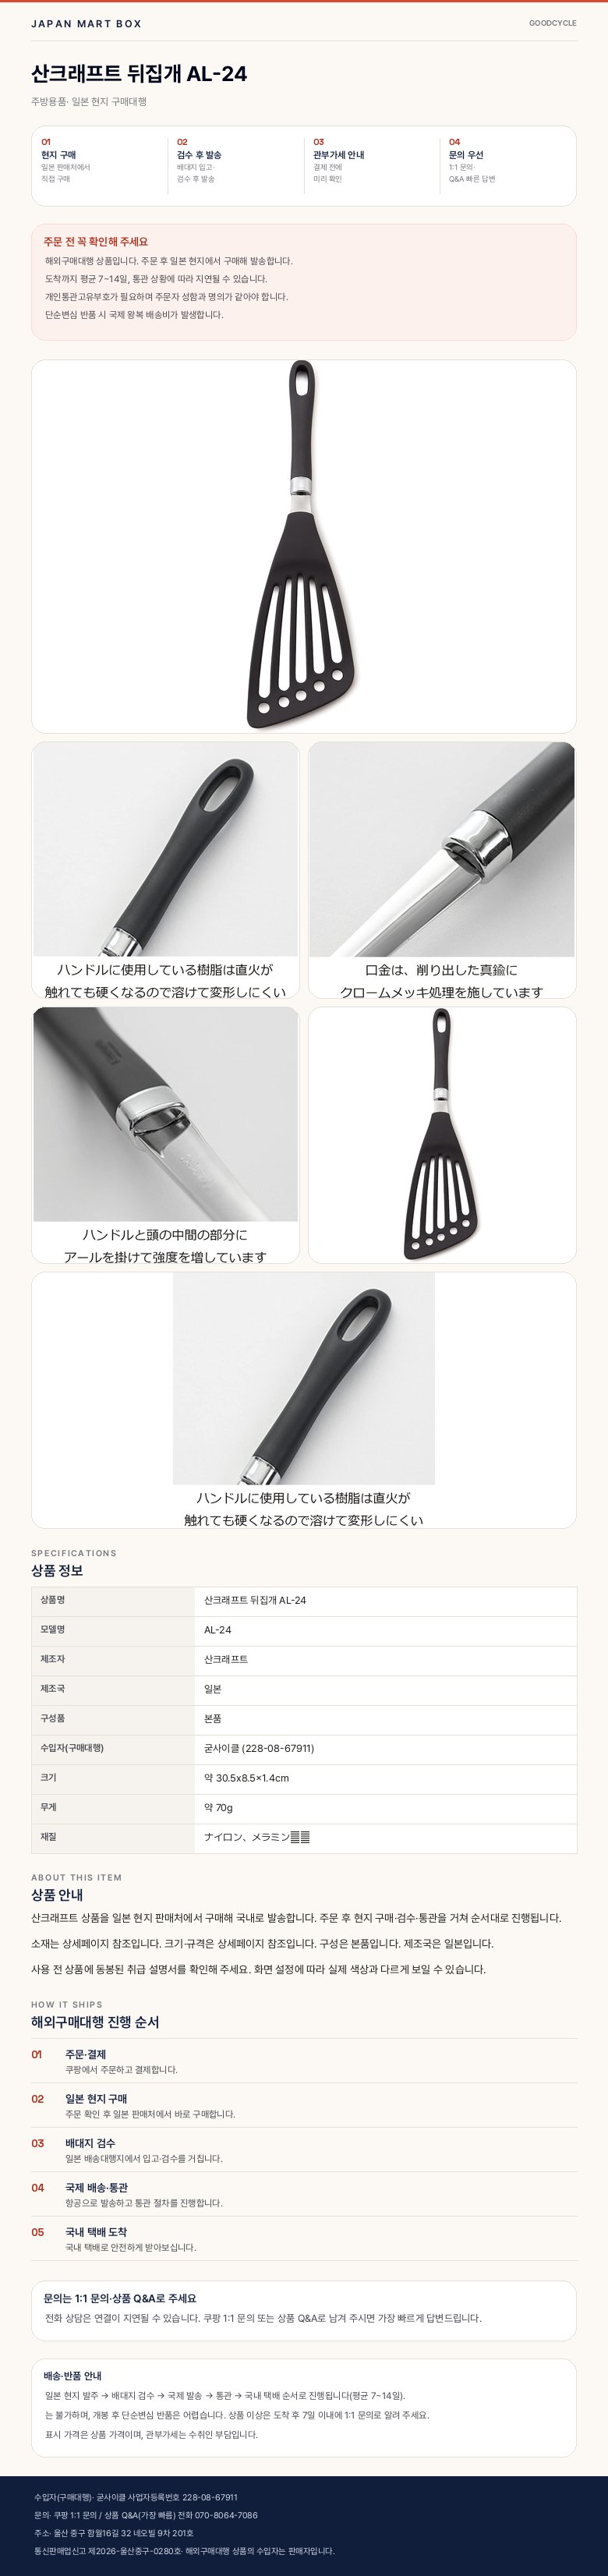 JAPAN MART BOX
GOODCYCLE
산크래프트 뒤집개 AL-24
주방용품· 일본 현지 구매대행
01
현지 구매
일본 판매처에서
직접 구매
02
검수 후 발송
배대지 입고·
검수 후 발송
03
관부가세 안내
결제 전에
미리 확인
04
문의 우선
1:1 문의·
Q&A 빠른 답변
주문 전 꼭 확인해 주세요
해외구매대행 상품입니다. 주문 후 일본 현지에서 구매해 발송합니다.
도착까지 평균 7~14일, 통관 상황에 따라 지연될 수 있습니다.
개인통관고유부호가 필요하며 주문자 성함과 명의가 같아야 합니다.
단순변심 반품 시 국제 왕복 배송비가 발생합니다.
ハンドルに使用している樹脂は直火が
触れても硬くなるので溶けて変形しにくい
口金は、削り出した真鍮に
クロームメッキ処理を施しています
ハンドルと頭の中間の部分に
アールを掛けて強度を増しています
ハンドルに使用している樹脂は直火が
触れても硬くなるので溶けて変形しにくい
SPECIFICATIONS
상품 정보
상품명 산크래프트 뒤집개 AL-24
모델명 AL-24
제조자 산크래프트
제조국 일본
구성품 본품
수입자(구매대행) 굳사이클 (228-08-67911)
크기 약 30.5x8.5×1.4cm
무게 약 70g
재질 ナイロン、メラミン
ABOUT THIS ITEM
상품 안내
산크래프트 상품을 일본 현지 판매처에서 구매해 국내로 발송합니다. 주문 후 현지 구매·검수·통관을 거쳐 순서대로 진행됩니다.
소재는 상세페이지 참조입니다. 크기·규격은 상세페이지 참조입니다. 구성은 본품입니다. 제조국은 일본입니다.
사용 전 상품에 동봉된 취급 설명서를 확인해 주세요. 화면 설정에 따라 실제 색상과 다르게 보일 수 있습니다.
HOW IT SHIPS
해외구매대행 진행 순서
01 주문·결제
쿠팡에서 주문하고 결제합니다.
02 일본 현지 구매
주문 확인 후 일본 판매처에서 바로 구매합니다.
03 배대지 검수
일본 배송대행지에서 입고·검수를 거칩니다.
04 국제 배송·통관
항공으로 발송하고 통관 절차를 진행합니다.
05 국내 택배 도착
국내 택배로 안전하게 받아보십니다.
문의는 1:1 문의·상품 Q&A로 주세요
전화 상담은 연결이 지연될 수 있습니다. 쿠팡 1:1 문의 또는 상품 Q&A로 남겨 주시면 가장 빠르게 답변드립니다.
배송·반품 안내
일본 현지 발주 → 배대지 검수 → 국제 발송 → 통관 → 국내 택배 순서로 진행됩니다(평균 7~14일).
는 불가하며, 개봉 후 단순변심 반품은 어렵습니다. 상품 이상은 도착 후 7일 이내에 1:1 문의로 알려 주세요.
표시 가격은 상품 가격이며, 관부가세는 수취인 부담입니다.
수입자(구매대행)· 굳사이클 사업자등록번호 228-08-67911
문의· 쿠팡 1:1 문의 / 상품 Q&A(가장 빠름) 전화 070-8064-7086
주소· 울산 중구 함월16길 32 네오빌 9차 201호
통신판매업신고 제2026-울산중구-0280호· 해외구매대행 상품의 수입자는 판매자입니다.